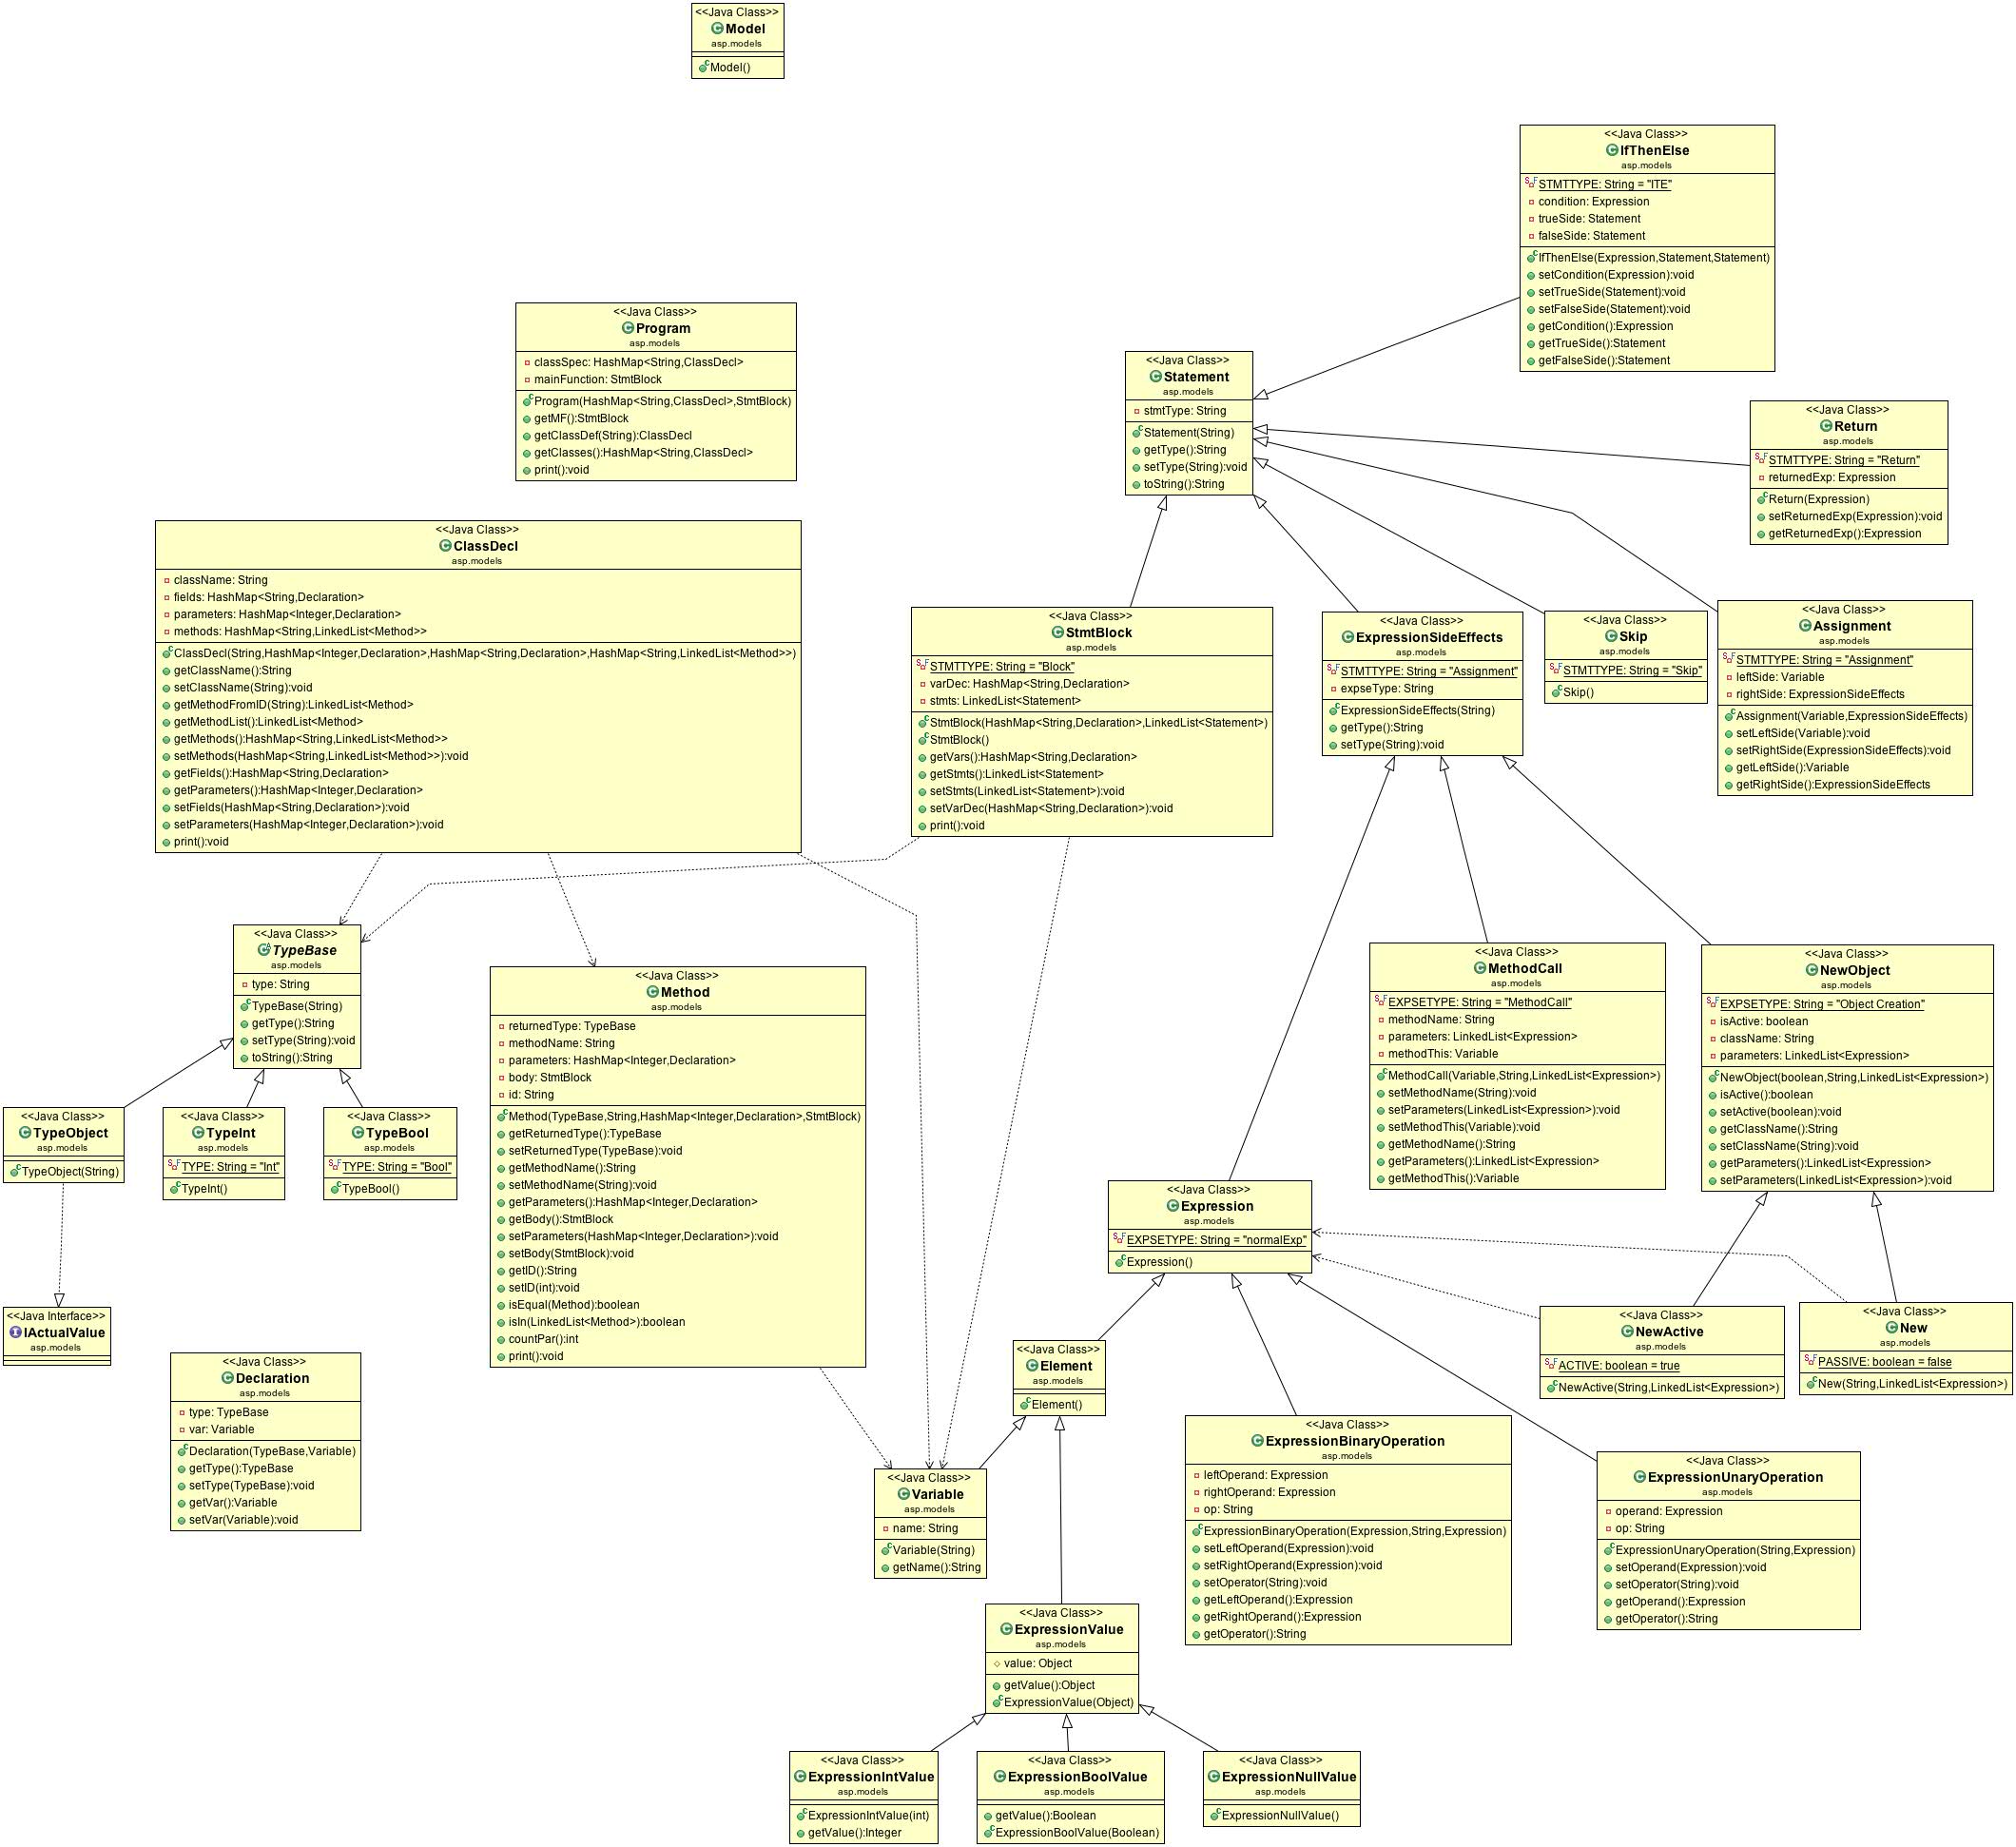 <<Java Class>>
Model
asp.models
Model()
<<Java Class>>
IfThenElse
asp.models
STMTTYPE: String = "ITE"
condition: Expression
trueSide: Statement
falseSide: Statement
IfThenElse(Expression,Statement,Statement)
setCondition(Expression):void
setTrueSide(Statement):void
setFalseSide(Statement):void
getCondition():Expression
getTrueSide():Statement
getFalseSide():Statement
<<Java Class>>
Program
asp.models
classSpec: HashMap<String,ClassDecl>
mainFunction: StmtBlock
Program(HashMap<String,ClassDecl>,StmtBlock)
getMF():StmtBlock
getClassDef(String):ClassDecl
getClasses():HashMap<String,ClassDecl>
print():void
<<Java Class>>
Statement
asp.models
stmtType: String
Statement(String)
getType():String
setType(String):void
toString():String
<<Java Class>>
Return
asp.models
STMTTYPE: String = "Return"
returnedExp: Expression
Return(Expression)
setReturnedExp(Expression):void
getReturnedExp():Expression
<<Java Class>>
ClassDecl
asp.models
className: String
fields: HashMap<String,Declaration>
parameters: HashMap<Integer,Declaration>
methods: HashMap<String,LinkedList<Method>>
ClassDecl(String,HashMap<Integer,Declaration>,HashMap<String,Declaration>,HashMap<String,LinkedList<Method>>)
getClassName():String
setClassName(String):void
getMethodFromID(String):LinkedList<Method>
getMethodList():LinkedList<Method>
getMethods():HashMap<String,LinkedList<Method>>
setMethods(HashMap<String,LinkedList<Method>>):void
getFields():HashMap<String,Declaration>
getParameters():HashMap<Integer,Declaration>
setFields(HashMap<String,Declaration>):void
setParameters(HashMap<Integer,Declaration>):void
print():void
<<Java Class>>
StmtBlock
asp.models
STMTTYPE: String = "Block"
varDec: HashMap<String,Declaration>
stmts: LinkedList<Statement>
StmtBlock(HashMap<String,Declaration>,LinkedList<Statement>)
StmtBlock()
getVars():HashMap<String,Declaration>
getStmts():LinkedList<Statement>
setStmts(LinkedList<Statement>):void
setVarDec(HashMap<String,Declaration>):void
print():void
<<Java Class>>
ExpressionSideEffects
asp.models
STMTTYPE: String = "Assignment"
expseType: String
ExpressionSideEffects(String)
getType():String
setType(String):void
<<Java Class>>
Skip
asp.models
STMTTYPE: String = "Skip"
Skip()
<<Java Class>>
Assignment
asp.models
STMTTYPE: String = "Assignment"
leftSide: Variable
rightSide: ExpressionSideEffects
Assignment(Variable,ExpressionSideEffects)
setLeftSide(Variable):void
setRightSide(ExpressionSideEffects):void
getLeftSide():Variable
getRightSide():ExpressionSideEffects
<<Java Class>>
TypeBase
asp.models
type: String
TypeBase(String)
getType():String
setType(String):void
toString():String
<<Java Class>>
Method
asp.models
returnedType: TypeBase
methodName: String
parameters: HashMap<Integer,Declaration>
body: StmtBlock
id: String
Method(TypeBase,String,HashMap<Integer,Declaration>,StmtBlock)
getReturnedType():TypeBase
setReturnedType(TypeBase):void
getMethodName():String
setMethodName(String):void
getParameters():HashMap<Integer,Declaration>
getBody():StmtBlock
setParameters(HashMap<Integer,Declaration>):void
setBody(StmtBlock):void
getID():String
setID(int):void
isEqual(Method):boolean
isIn(LinkedList<Method>):boolean
countPar():int
print():void
<<Java Class>>
MethodCall
asp.models
EXPSETYPE: String = "MethodCall"
methodName: String
parameters: LinkedList<Expression>
methodThis: Variable
MethodCall(Variable,String,LinkedList<Expression>)
setMethodName(String):void
setParameters(LinkedList<Expression>):void
setMethodThis(Variable):void
getMethodName():String
getParameters():LinkedList<Expression>
getMethodThis():Variable
<<Java Class>>
NewObject
asp.models
EXPSETYPE: String = "Object Creation"
isActive: boolean
className: String
parameters: LinkedList<Expression>
NewObject(boolean,String,LinkedList<Expression>)
isActive():boolean
setActive(boolean):void
getClassName():String
setClassName(String):void
getParameters():LinkedList<Expression>
setParameters(LinkedList<Expression>):void
<<Java Class>>
TypeObject
asp.models
TypeObject(String)
<<Java Class>>
TypeInt
asp.models
TYPE: String = "Int"
TypeInt()
<<Java Class>>
TypeBool
asp.models
TYPE: String = "Bool"
TypeBool()
<<Java Class>>
Expression
asp.models
EXPSETYPE: String = "normalExp"
Expression()
<<Java Interface>>
IActualValue
asp.models
<<Java Class>>
NewActive
asp.models
ACTIVE: boolean = true
NewActive(String,LinkedList<Expression>)
<<Java Class>>
New
asp.models
PASSIVE: boolean = false
New(String,LinkedList<Expression>)
<<Java Class>>
Declaration
asp.models
type: TypeBase
var: Variable
Declaration(TypeBase,Variable)
getType():TypeBase
setType(TypeBase):void
getVar():Variable
setVar(Variable):void
<<Java Class>>
Element
asp.models
Element()
<<Java Class>>
Variable
asp.models
name: String
Variable(String)
getName():String
<<Java Class>>
ExpressionBinaryOperation
asp.models
leftOperand: Expression
rightOperand: Expression
op: String
ExpressionBinaryOperation(Expression,String,Expression)
setLeftOperand(Expression):void
setRightOperand(Expression):void
setOperator(String):void
getLeftOperand():Expression
getRightOperand():Expression
getOperator():String
<<Java Class>>
ExpressionUnaryOperation
asp.models
operand: Expression
op: String
ExpressionUnaryOperation(String,Expression)
setOperand(Expression):void
setOperator(String):void
getOperand():Expression
getOperator():String
<<Java Class>>
ExpressionValue
asp.models
value: Object
getValue():Object
ExpressionValue(Object)
<<Java Class>>
ExpressionIntValue
asp.models
ExpressionIntValue(int)
getValue():Integer
<<Java Class>>
ExpressionBoolValue
asp.models
getValue():Boolean
ExpressionBoolValue(Boolean)
<<Java Class>>
ExpressionNullValue
asp.models
ExpressionNullValue()